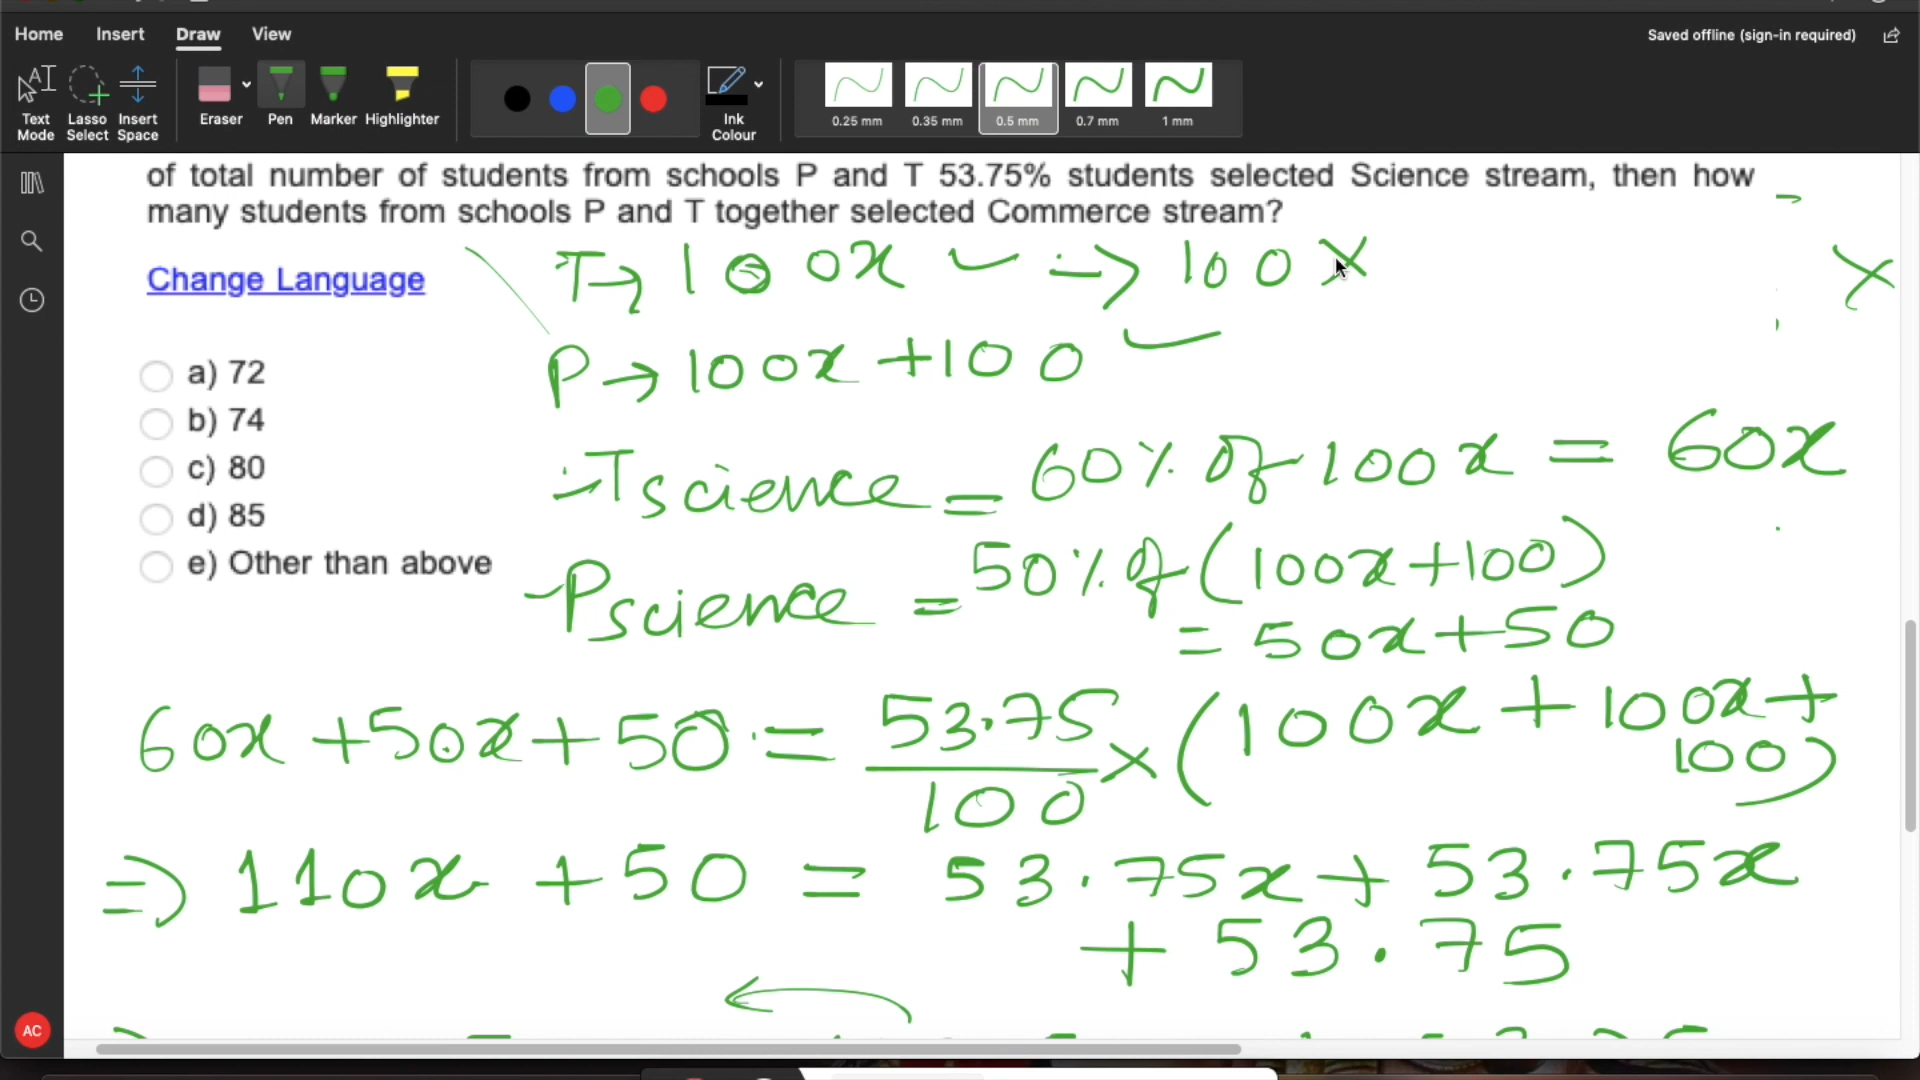 Home Insert Draw View Saved offline (sign-in required)
Text Mode Lasso Select Insert Space Eraser Pen Marker Highlighter Ink Colour 0.25 mm 0.35 mm 0.5 mm 0.7 mm 1 mm
of total number of students from schools P and T 53.75% students selected Science stream, then how
many students from schools P and T together selected Commerce stream?
T→ 100x → 100x
Change Language
P → 100x + 100
a) 72
b) 74
c) 80
d) 85
e) Other than above
T science = 60% of 100x = 60x
P science = 50% of (100x+100)
= 50x+50
60x + 50x + 50 = 53.75/100 × (100x + 100x + 100)
⇒ 110x + 50 = 53.75x + 53.75x
+ 53.75
AC